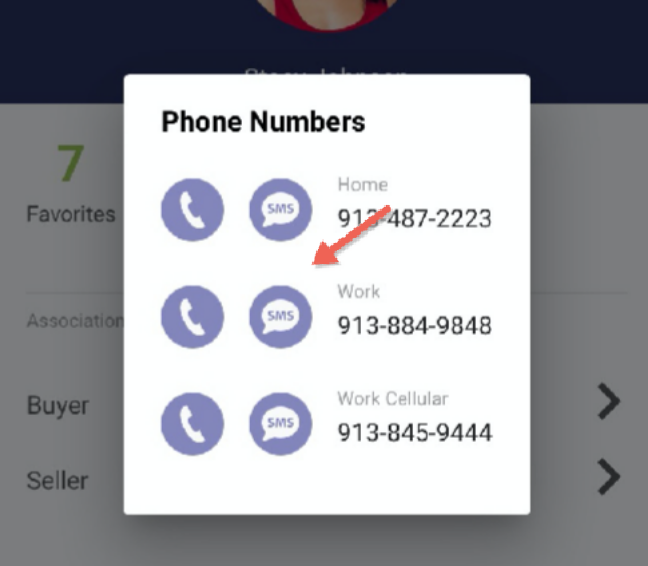 Phone Numbers
7
Favorites
SMS
Home
913-487-2223
Association
SMS
Work
913-884-9848
Buyer
SMS
Work Cellular
913-845-9444
Seller